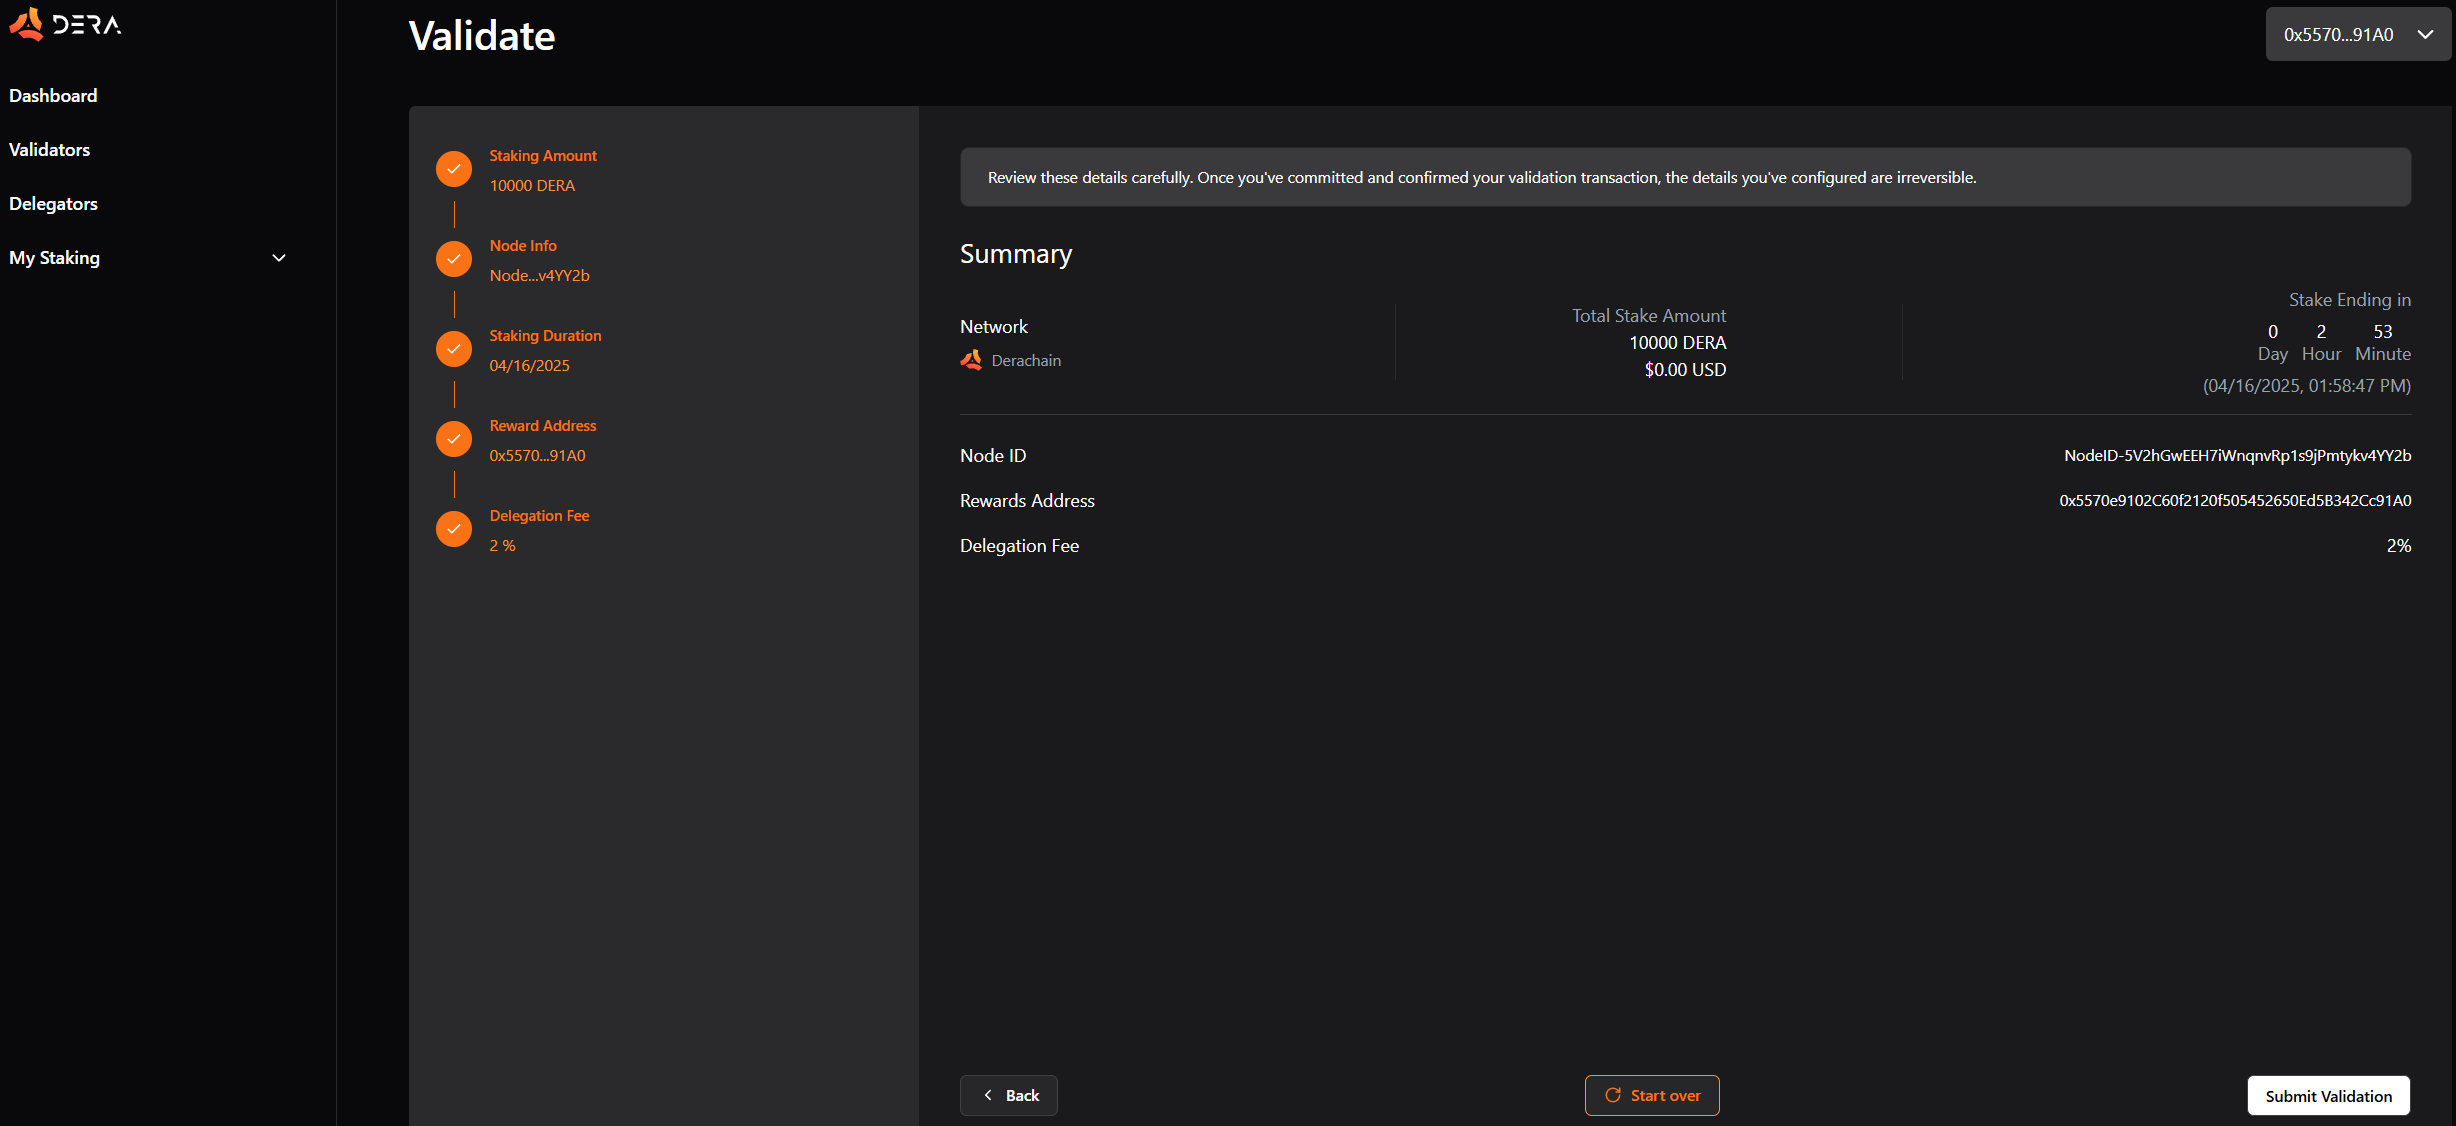 DERA
Dashboard
Validators
Delegators
My Staking
Validate
0x5570...91A0
Staking Amount
10000 DERA
Node Info
Node...v4YY2b
Staking Duration
04/16/2025
Reward Address
0x5570...91A0
Delegation Fee
2 %
Review these details carefully. Once you've committed and confirmed your validation transaction, the details you've configured are irreversible.
Summary
Network
Derachain
Total Stake Amount
10000 DERA
$0.00 USD
Stake Ending in
0 2 53
Day Hour Minute
(04/16/2025, 01:58:47 PM)
Node ID NodeID-5V2hGwEEH7iWnqnvRp1s9jPmtykv4YY2b
Rewards Address 0x5570e9102C60f2120f505452650Ed5B342Cc91A0
Delegation Fee 2%
Back
Start over
Submit Validation